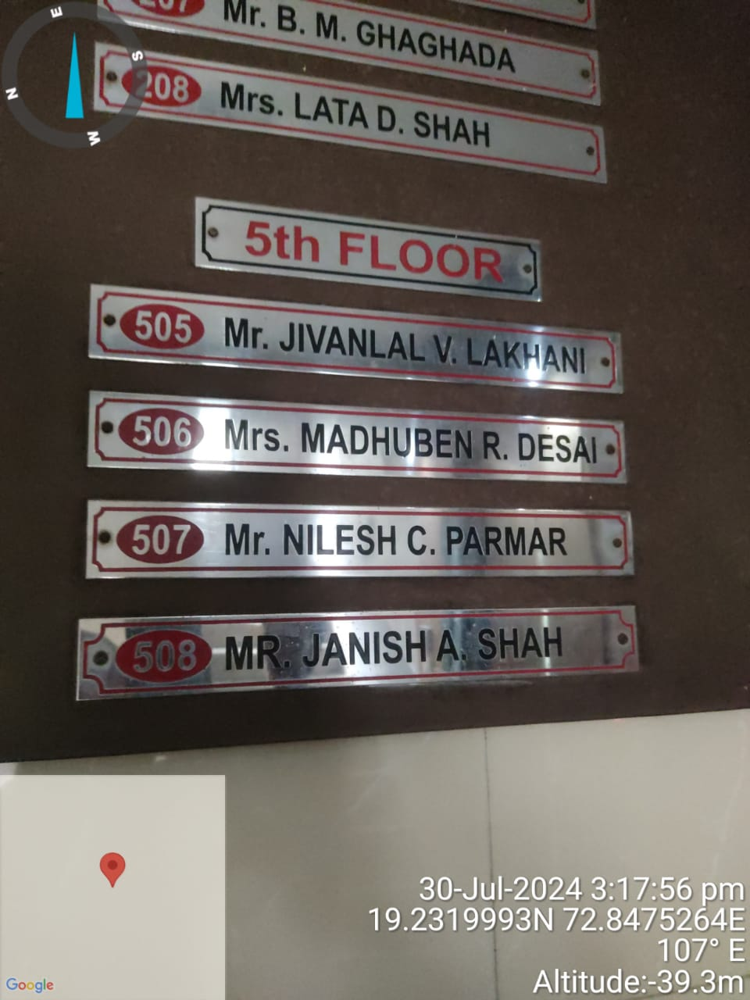 207 Mr. B. M. GHAGHADA
208 Mrs. LATA D. SHAH
5th FLOOR
505 Mr. JIVANLAL V. LAKHANI
506 Mrs. MADHUBEN R. DESAI
507 Mr. NILESH C. PARMAR
508 MR. JANISH A. SHAH
E
S
N
W
30-Jul-2024 3:17:56 pm
19.2319993N 72.8475264E
107° E
Altitude:-39.3m
Google